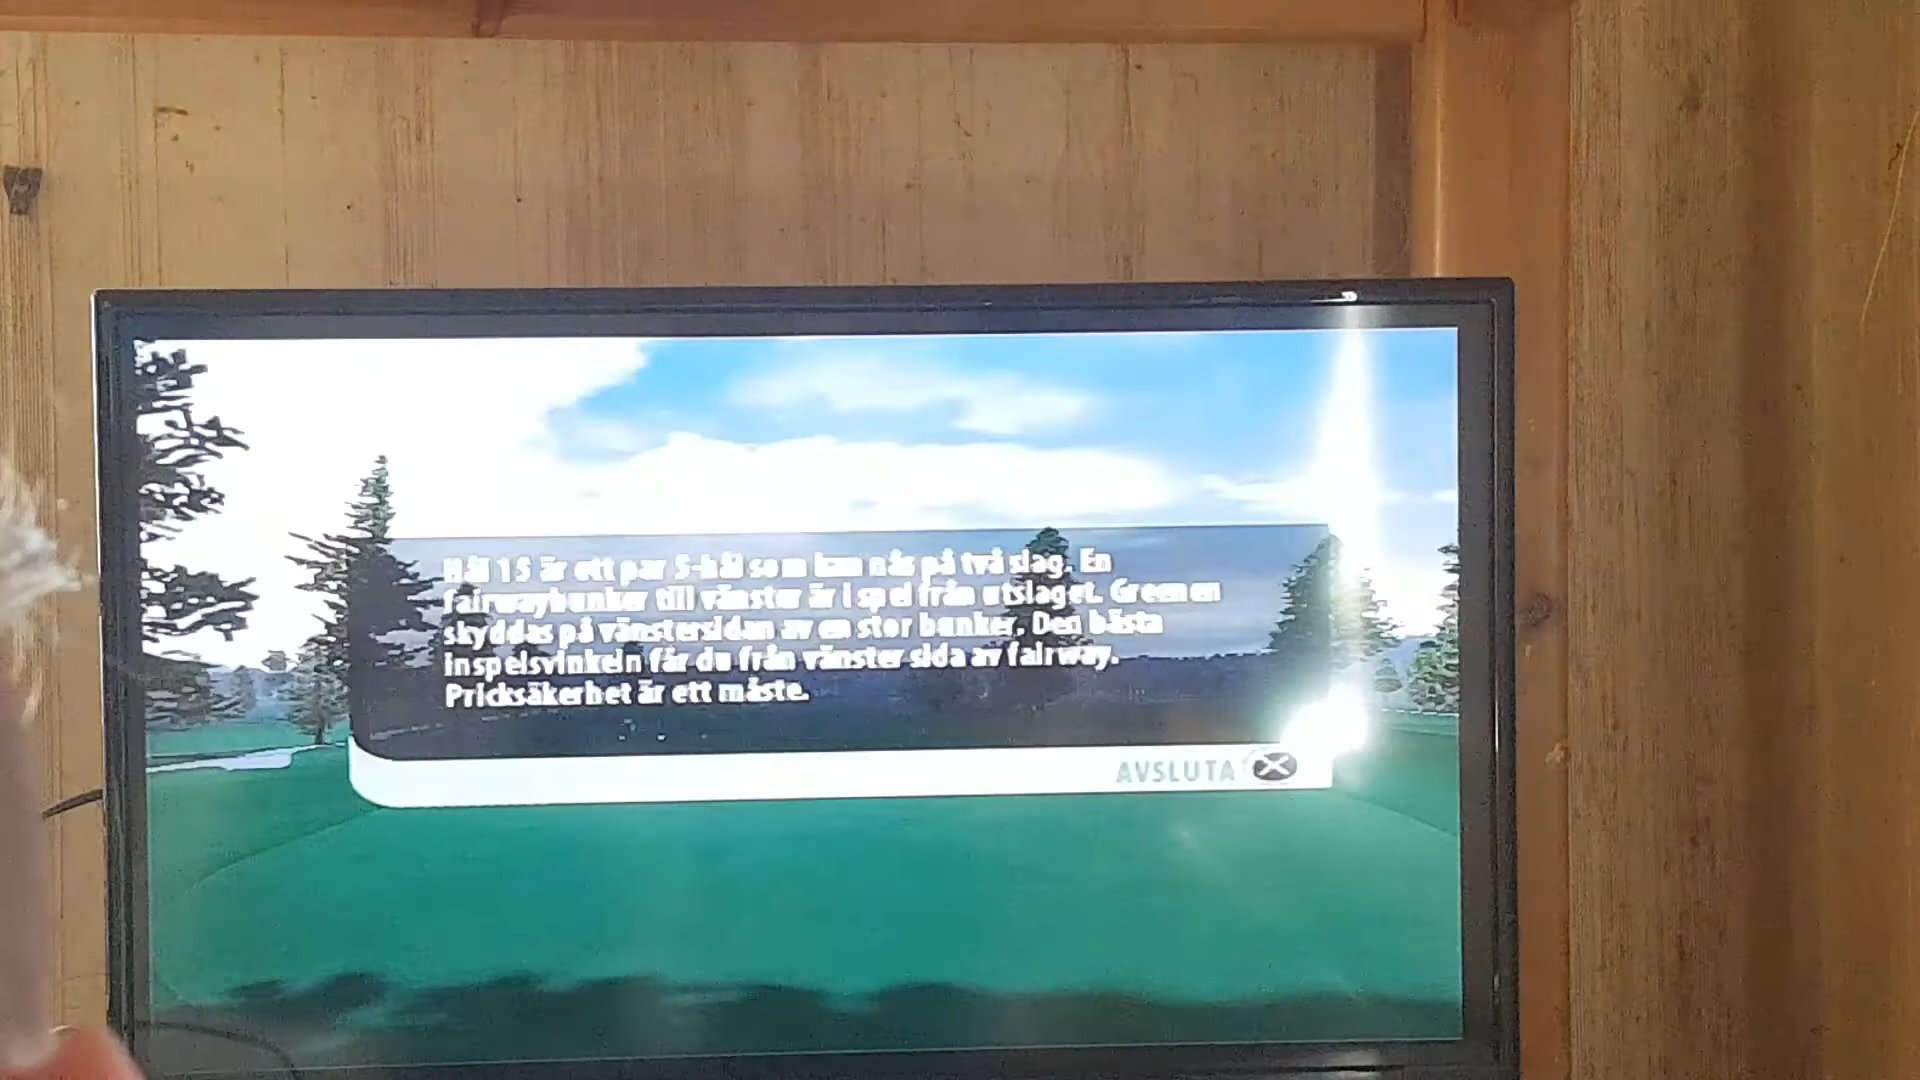 Hål 15 är ett par 5-hål som kan nås på två slag. En
fairwaybunker till vänster är i spel från utslaget. Greenen
skyddas på vänstersidan av en stor bunker. Den bästa
inspelsvinkeln får du från vänster sida av fairway.
Pricksäkerhet är ett måste.
AVSLUTA